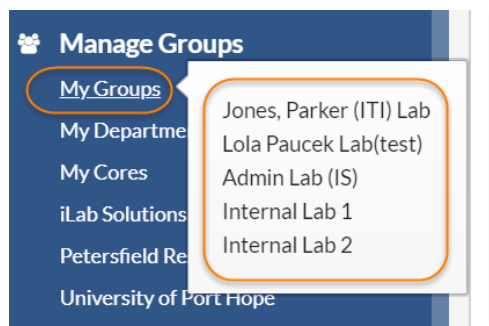 Manage Groups
My Groups
My Departme
My Cores
iLab Solutions
Petersfield Re
University of Port Hope
Jones, Parker (ITI) Lab
Lola Paucek Lab(test)
Admin Lab (IS)
Internal Lab 1
Internal Lab 2